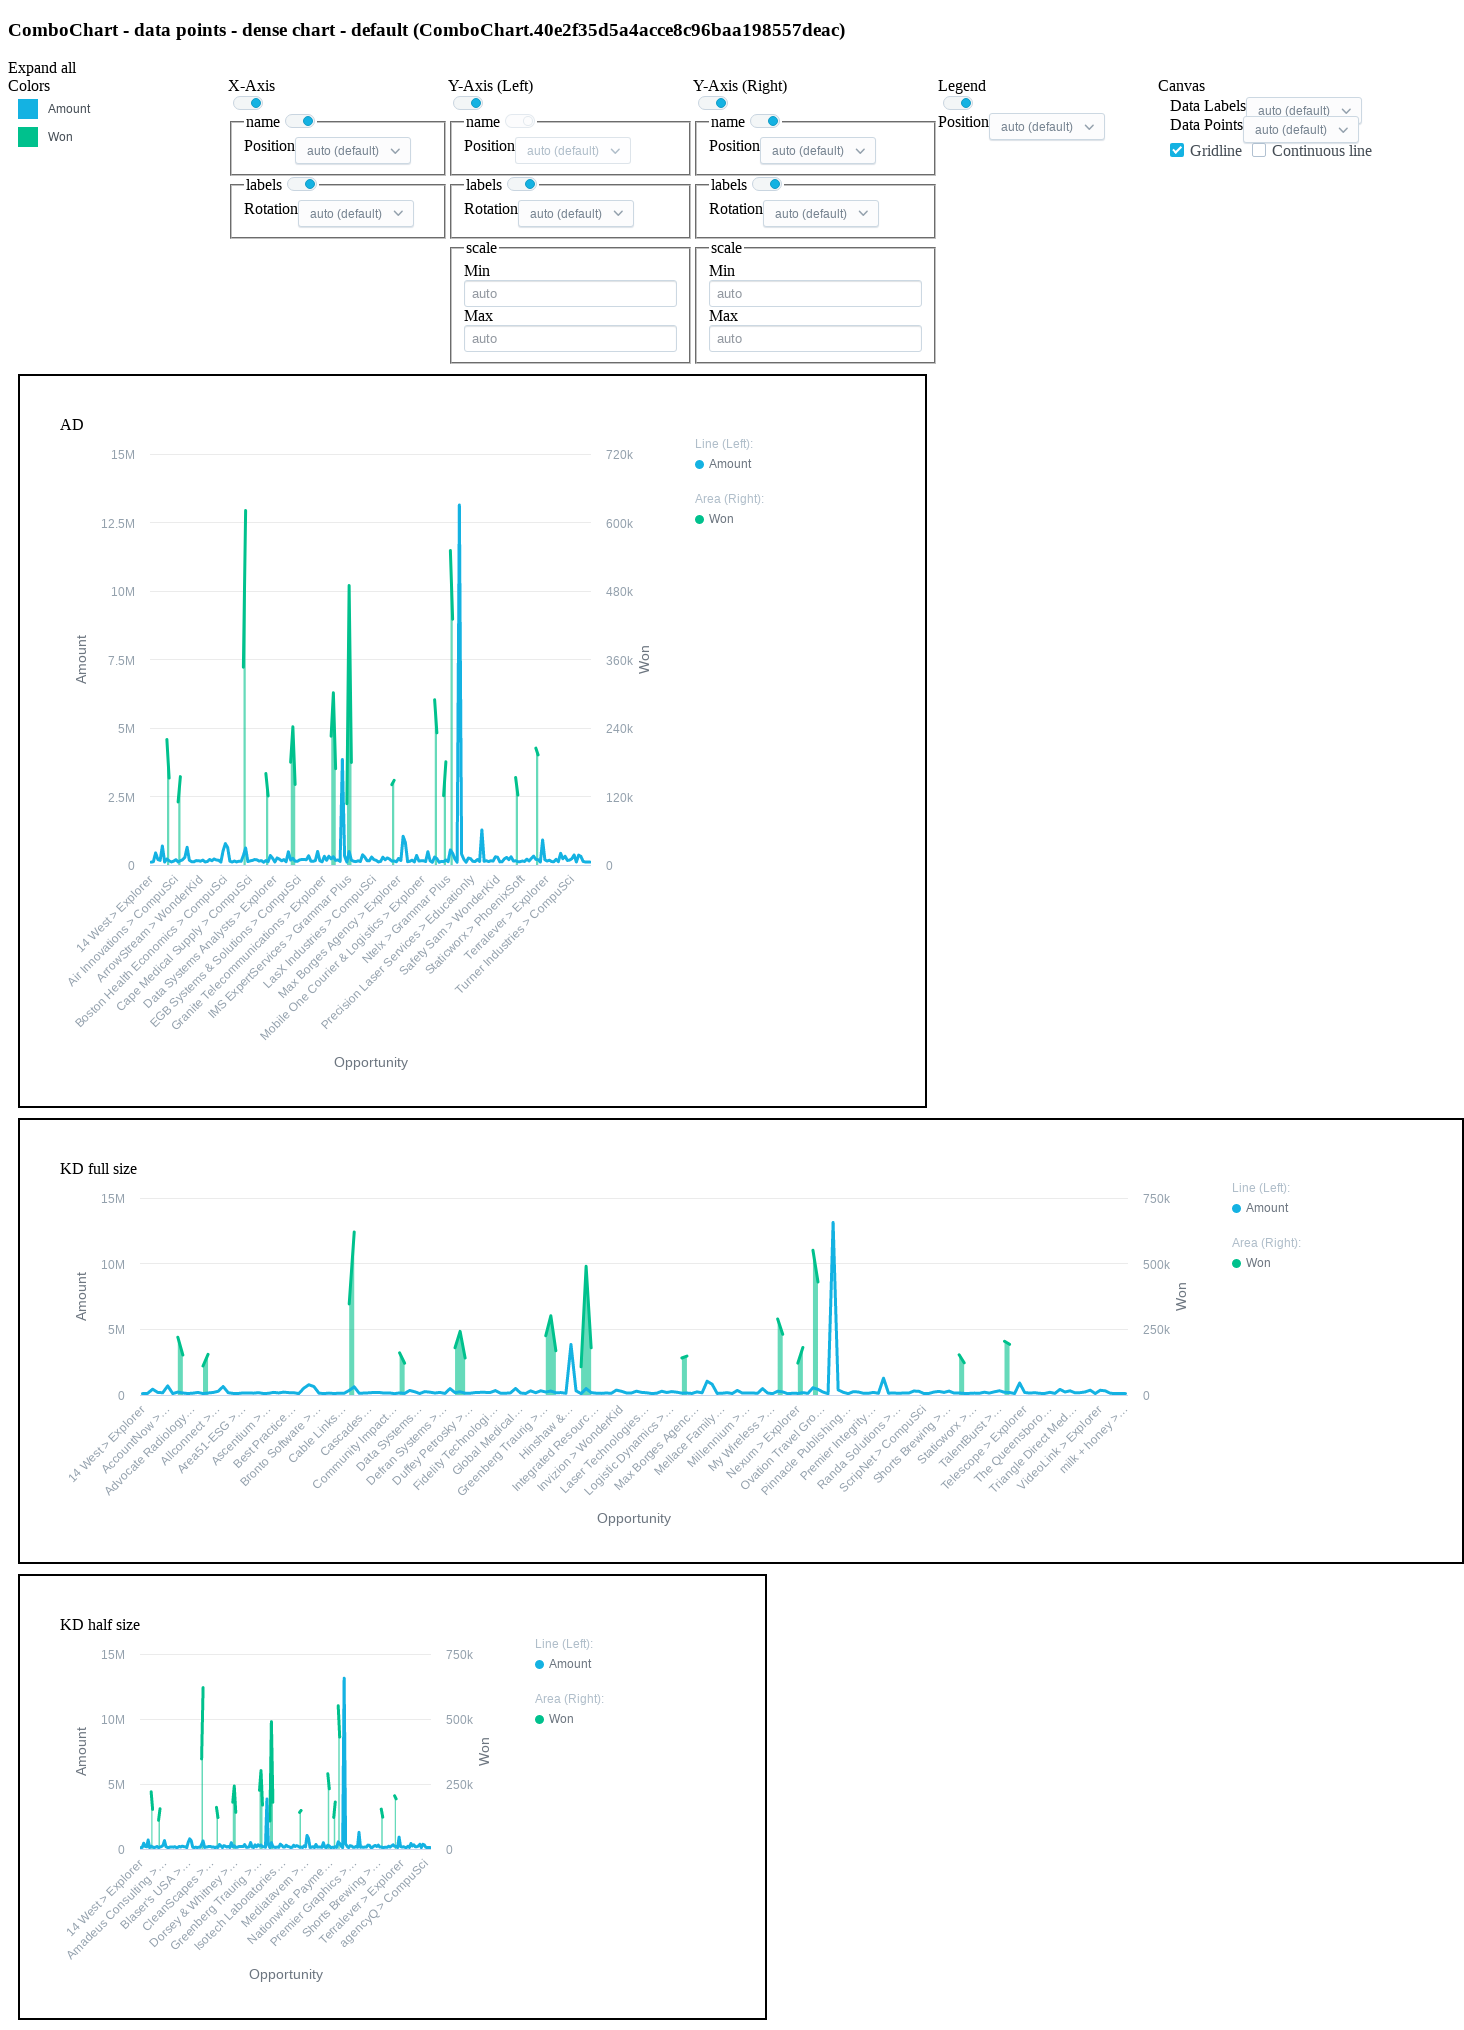 ComboChart - data points - dense chart - default (ComboChart.40e2f35d5a4acce8c96baa198557deac)
Expand all
Colors
Amount
Won
X-Axis
name
Position auto (default)
labels
Rotation auto (default)
Y-Axis (Left)
name
Position auto (default)
labels
Rotation auto (default)
scale
Min
auto
Max
auto
Y-Axis (Right)
name
Position auto (default)
labels
Rotation auto (default)
scale
Min
auto
Max
auto
Legend
Position auto (default)
Canvas
Data Labels auto (default)
Data Points auto (default)
Gridline Continuous line
AD
15M
12.5M
10M
7.5M
5M
2.5M
0
Amount
720k
600k
480k
360k
240k
120k
0
Won
Line (Left):
Amount
Area (Right):
Won
14 West > Explorer
Air Innovations > CompuSci
ArrowStream > WonderKid
Boston Health Economics > CompuSci
Cape Medical Supply > CompuSci
Data Systems Analysts > Explorer
EGB Systems & Solutions > CompuSci
Granite Telecommunications > Explorer
IMS ExpertServices > Grammar Plus
LasX Industries > CompuSci
Max Borges Agency > Explorer
Mobile One Courier & Logistics > Explorer
Ntelx > Grammar Plus
Precision Laser Services > Educationly
Safety Sam > WonderKid
Staticworx > PhoenixSoft
Terralever > Explorer
Turner Industries > CompuSci
Opportunity
KD full size
15M
10M
5M
0
Amount
750k
500k
250k
0
Won
Line (Left):
Amount
Area (Right):
Won
14 West > Explorer
AccountNow >…
Advocate Radiology…
Allconnect >…
Area51-ESG >…
Ascentium >…
Best Practice…
Bronto Software >…
Cable Links…
Cascades…
Community Impact…
Data Systems…
Defran Systems >…
Duffey Petrosky >…
Fidelity Technologi…
Global Medical…
Greenberg Traurig >…
Hinshaw &…
Integrated Resourc…
Invizion > WonderKid
Laser Technologies…
Logistic Dynamics >…
Max Borges Agenc…
Mellace Family…
Millennium >…
My Wireless >…
Nexum > Explorer
Ovation Travel Gro…
Pinnacle Publishing…
Premier Integrity…
Randa Solutions >…
ScripNet > CompuSci
Shorts Brewing >…
Staticworx >…
TalentBurst >…
Telescope > Explorer
The Queensboro…
Triangle Direct Med…
VideoLink > Explorer
milk + honey >…
Opportunity
KD half size
15M
10M
5M
0
Amount
750k
500k
250k
0
Won
Line (Left):
Amount
Area (Right):
Won
14 West > Explorer
Amadeus Consulting >…
Blaser's USA >…
CleanScapes >…
Dorsey & Whitney >…
Greenberg Traurig >…
Isotech Laboratories…
Mediatavern >…
Nationwide Payme…
Premier Graphics >…
Shorts Brewing >…
Terralever > Explorer
agencyQ > CompuSci
Opportunity